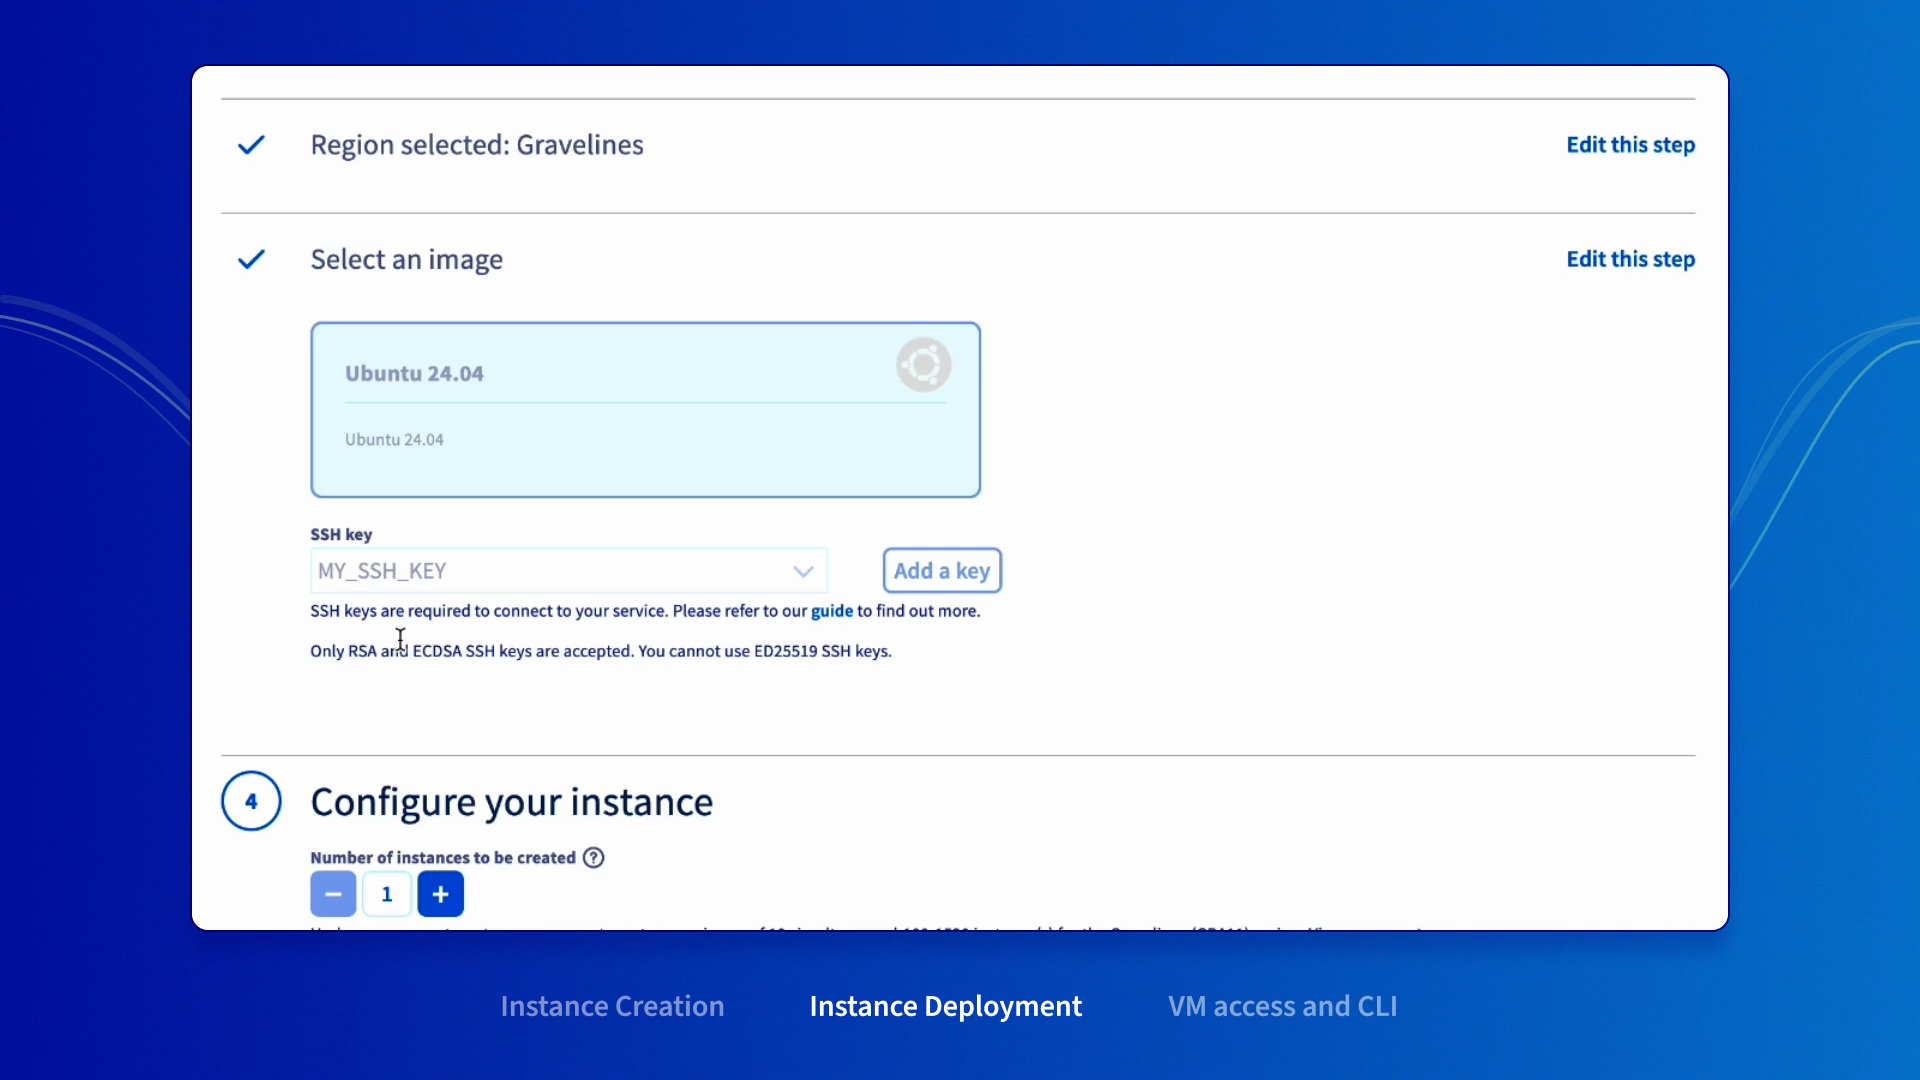 Region selected: Gravelines
Edit this step
Select an image
Edit this step
Ubuntu 24.04
Ubuntu 24.04
SSH key
MY_SSH_KEY
Add a key
SSH keys are required to connect to your service. Please refer to our guide to find out more.
Only RSA and ECDSA SSH keys are accepted. You cannot use ED25519 SSH keys.
4 Configure your instance
Number of instances to be created ?
− 1 +
Instance Creation
Instance Deployment
VM access and CLI